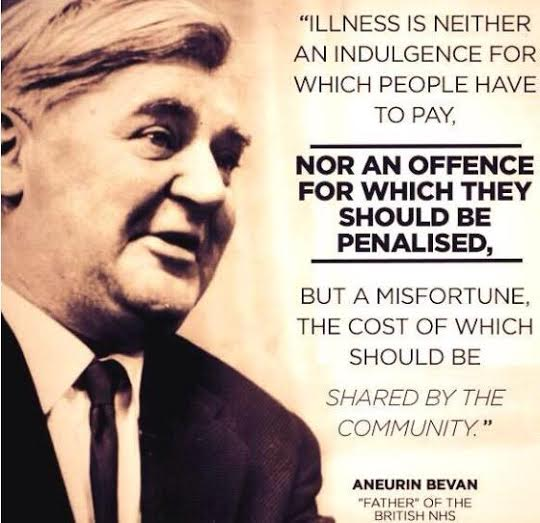 “ILLNESS IS NEITHER
AN INDULGENCE FOR
WHICH PEOPLE HAVE
TO PAY,
NOR AN OFFENCE
FOR WHICH THEY
SHOULD BE
PENALISED,
BUT A MISFORTUNE,
THE COST OF WHICH
SHOULD BE
SHARED BY THE
COMMUNITY.”
ANEURIN BEVAN
"FATHER" OF THE
BRITISH NHS